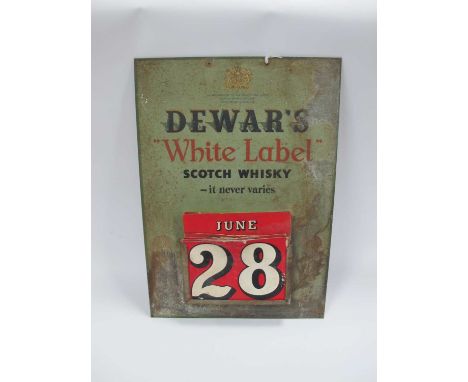 DEWAR'S
"White Label"
SCOTCH WHISKY
– it never varies
JUNE
28